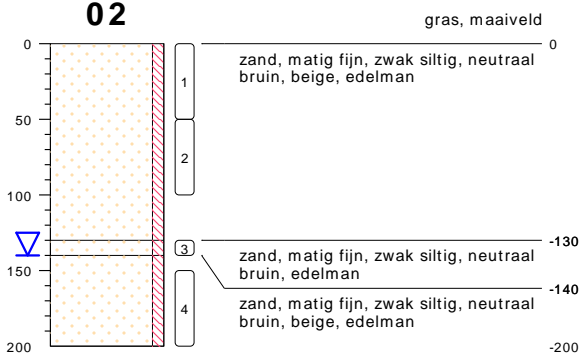 02
gras, maaiveld
0
0
zand, matig fijn, zwak siltig, neutraal
bruin, beige, edelman
1
50
2
100
-130
3
zand, matig fijn, zwak siltig, neutraal
bruin, edelman
150
-140
4
zand, matig fijn, zwak siltig, neutraal
bruin, beige, edelman
200
-200